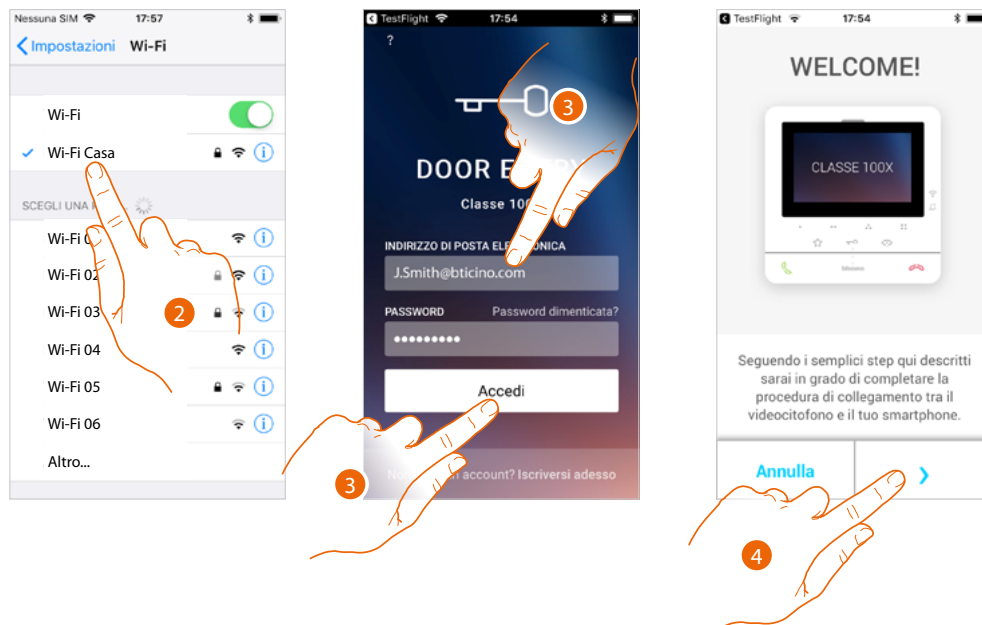 Nessuna SIM 17:57
Impostazioni Wi-Fi
Wi-Fi
Wi-Fi Casa
SCEGLI UNA
Wi-Fi
Wi-Fi 02
Wi-Fi 03
Wi-Fi 04
Wi-Fi 05
Wi-Fi 06
Altro...
2
TestFlight 17:54
?
3
DOOR
Classe
INDIRIZZO DI POSTA ELETTRONICA
J.Smith@bticino.com
PASSWORD Password dimenticata?
Accedi
account? Iscriversi adesso
3
TestFlight 17:54
WELCOME!
CLASSE 100X
Seguendo i semplici step qui descritti
sarai in grado di completare la
procedura di collegamento tra il
videocitofono e il tuo smartphone.
Annulla
4